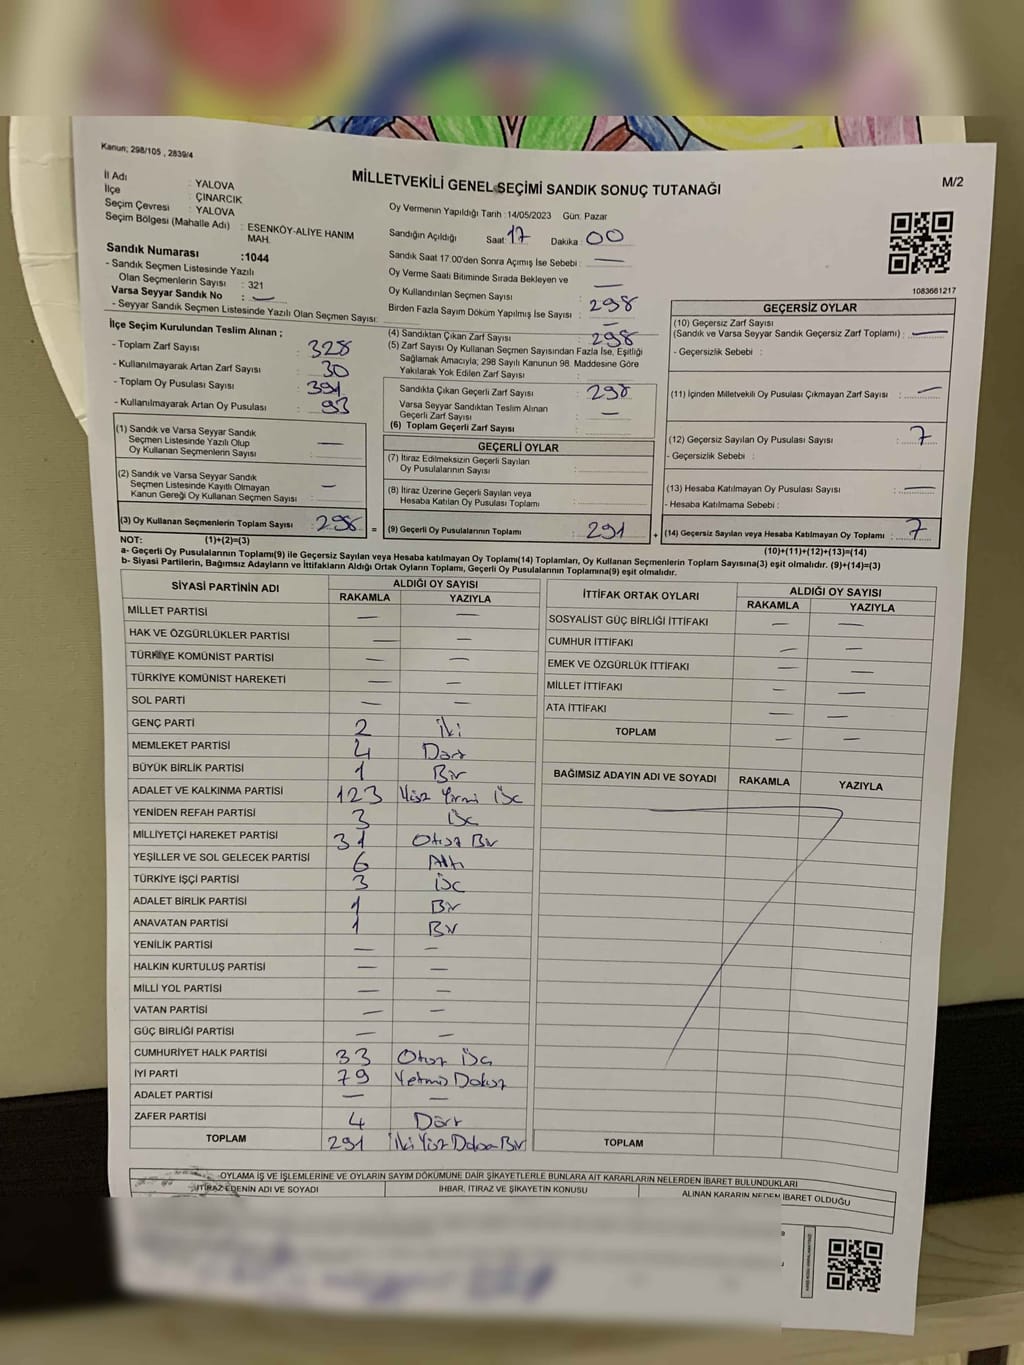 Kanun; 298/105 , 2839/4
MİLLETVEKİLİ GENEL SEÇİMİ SANDIK SONUÇ TUTANAĞI
M/2
İl Adı : YALOVA
İlçe : ÇINARCIK
Seçim Çevresi : YALOVA
Seçim Bölgesi (Mahalle Adı) : ESENKÖY-ALİYE HANIM MAH.
Sandık Numarası :1044
- Sandık Seçmen Listesinde Yazılı
Olan Seçmenlerin Sayısı : 321
Varsa Seyyar Sandık No : —
- Seyyar Sandık Seçmen Listesinde Yazılı Olan Seçmen Sayısı:
Oy Vermenin Yapıldığı Tarih : 14/05/2023 Gün: Pazar
Sandığın Açıldığı Saat: 17 Dakika: 00
Sandık Saat 17:00'den Sonra Açımış İse Sebebi : —
Oy Verme Saati Bitiminde Sırada Bekleyen ve
Oy Kullandırılan Seçmen Sayısı : —
Birden Fazla Sayım Döküm Yapılmış İse Sayısı : 298
1083661217
İlçe Seçim Kurulundan Teslim Alınan ;
- Toplam Zarf Sayısı : 328
- Kullanılmayarak Artan Zarf Sayısı : 30
- Toplam Oy Pusulası Sayısı : 391
- Kullanılmayarak Artan Oy Pusulası : 93
(4) Sandıktan Çıkan Zarf Sayısı : 298
(5) Zarf Sayısı Oy Kullanan Seçmen Sayısından Fazla İse, Eşitliği
Sağlamak Amacıyla; 298 Sayılı Kanunun 98. Maddesine Göre
Yakılarak Yok Edilen Zarf Sayısı :
Sandıkta Çıkan Geçerli Zarf Sayısı : 298
Varsa Seyyar Sandıktan Teslim Alınan
Geçerli Zarf Sayısı : —
(6) Toplam Geçerli Zarf Sayısı :
GEÇERSİZ OYLAR
(10) Geçersiz Zarf Sayısı
(Sandık ve Varsa Seyyar Sandık Geçersiz Zarf Toplamı) : —
- Geçersizlik Sebebi :
(11) İçinden Milletvekili Oy Pusulası Çıkmayan Zarf Sayısı : —
(12) Geçersiz Sayılan Oy Pusulası Sayısı : 7
- Geçersizlik Sebebi :
(13) Hesaba Katılmayan Oy Pusulası Sayısı : —
- Hesaba Katılmama Sebebi :
(14) Geçersiz Sayılan veya Hesaba Katılmayan Oy Toplamı : 7
(1) Sandık ve Varsa Seyyar Sandık
Seçmen Listesinde Yazılı Olup
Oy Kullanan Seçmenlerin Sayısı : —
(2) Sandık ve Varsa Seyyar Sandık
Seçmen Listesinde Kayıtlı Olmayan
Kanun Gereği Oy Kullanan Seçmen Sayısı : —
(3) Oy Kullanan Seçmenlerin Toplam Sayısı : 298 =
GEÇERLİ OYLAR
(7) İtiraz Edilmeksizin Geçerli Sayılan
Oy Pusulalarının Sayısı :
(8) İtiraz Üzerine Geçerli Sayılan veya
Hesaba Katılan Oy Pusulası Toplamı :
(9) Geçerli Oy Pusulalarının Toplamı : 291 +
NOT: (1)+(2)=(3)
(10)+(11)+(12)+(13)=(14)
a- Geçerli Oy Pusulalarının Toplamı(9) ile Geçersiz Sayılan veya Hesaba katılmayan Oy Toplamı(14) Toplamları, Oy Kullanan Seçmenlerin Toplam Sayısına(3) eşit olmalıdır. (9)+(14)=(3)
b- Siyasi Partilerin, Bağımsız Adayların ve İttifakların Aldığı Ortak Oyların Toplamı, Geçerli Oy Pusulalarının Toplamına(9) eşit olmalıdır.
SİYASİ PARTİNİN ADI ALDIĞI OY SAYISI
RAKAMLA YAZIYLA
MİLLET PARTİSİ — —
HAK VE ÖZGÜRLÜKLER PARTİSİ — —
TÜRKİYE KOMÜNİST PARTİSİ — —
TÜRKİYE KOMÜNİST HAREKETİ — —
SOL PARTİ — —
GENÇ PARTİ 2 İki
MEMLEKET PARTİSİ 4 Dört
BÜYÜK BİRLİK PARTİSİ 1 Bir
ADALET VE KALKINMA PARTİSİ 123 Yüz Yirmi Üç
YENİDEN REFAH PARTİSİ 3 Üç
MİLLİYETÇİ HAREKET PARTİSİ 31 Otuz Bir
YEŞİLLER VE SOL GELECEK PARTİSİ 6 Altı
TÜRKİYE İŞÇİ PARTİSİ 3 Üç
ADALET BİRLİK PARTİSİ 1 Bir
ANAVATAN PARTİSİ 1 Bir
YENİLİK PARTİSİ — —
HALKIN KURTULUŞ PARTİSİ — —
MİLLİ YOL PARTİSİ — —
VATAN PARTİSİ — —
GÜÇ BİRLİĞİ PARTİSİ — —
CUMHURİYET HALK PARTİSİ 33 Otuz Üç
İYİ PARTİ 79 Yetmiş Dokuz
ADALET PARTİSİ — —
ZAFER PARTİSİ 4 Dört
TOPLAM 291 İki Yüz Doksan Bir
İTTİFAK ORTAK OYLARI ALDIĞI OY SAYISI
RAKAMLA YAZIYLA
SOSYALİST GÜÇ BİRLİĞİ İTTİFAKI — —
CUMHUR İTTİFAKI — —
EMEK VE ÖZGÜRLÜK İTTİFAKI — —
MİLLET İTTİFAKI — —
ATA İTTİFAKI — —
TOPLAM — —
BAĞIMSIZ ADAYIN ADI VE SOYADI RAKAMLA YAZIYLA
TOPLAM
OYLAMA İŞ VE İŞLEMLERİNE VE OYLARIN SAYIM DÖKÜMÜNE DAİR ŞİKAYETLERLE BUNLARA AİT KARARLARIN NELERDEN İBARET BULUNDUKLARI
İTİRAZ EDENİN ADI VE SOYADI İHBAR, İTİRAZ VE ŞİKAYETİN KONUSU ALINAN KARARIN NEDEN İBARET OLDUĞU